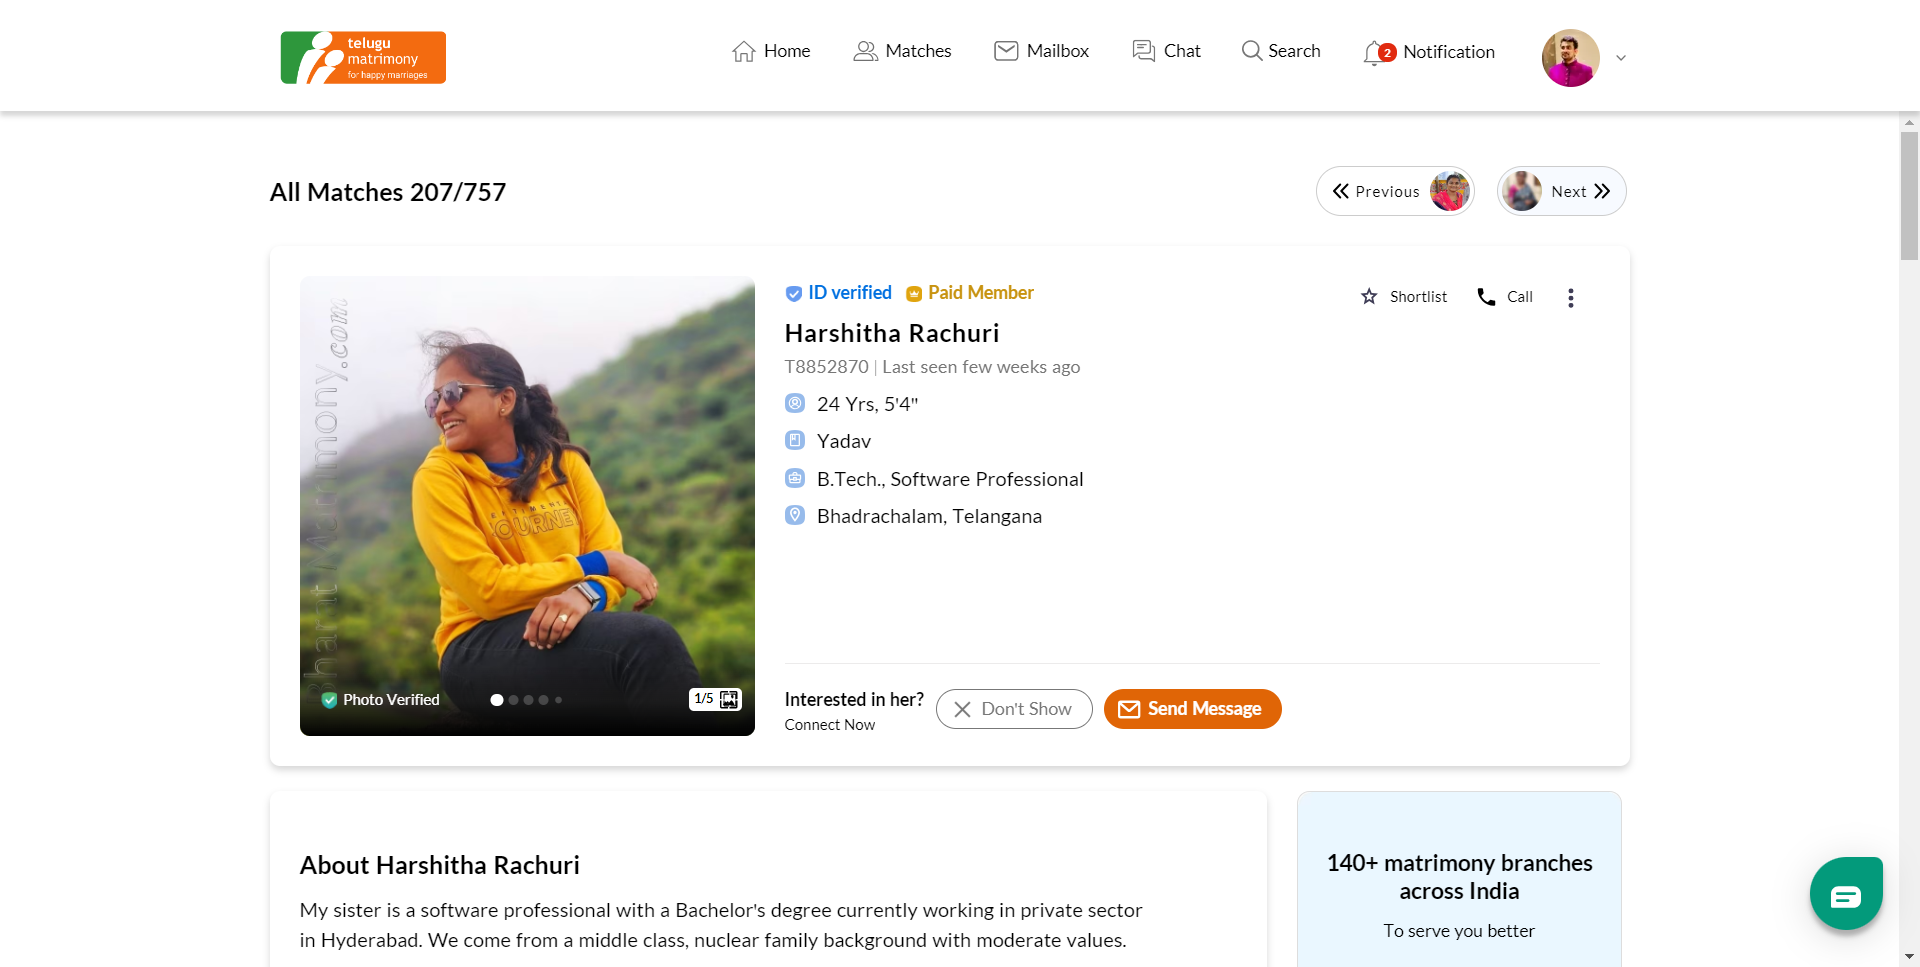 telugu
matrimony
for happy marriages
Home
Matches
Mailbox
Chat
Search
2
Notification
All Matches 207/757
Previous
Next
BharatMatrimony.com
Photo Verified
1/5
ID verified
Paid Member
Harshitha Rachuri
T8852870 | Last seen few weeks ago
24 Yrs, 5'4"
Yadav
B.Tech., Software Professional
Bhadrachalam, Telangana
Shortlist
Call
Interested in her?
Connect Now
Don't Show
Send Message
About Harshitha Rachuri
My sister is a software professional with a Bachelor's degree currently working in private sector
in Hyderabad. We come from a middle class, nuclear family background with moderate values.
140+ matrimony branches
across India
To serve you better